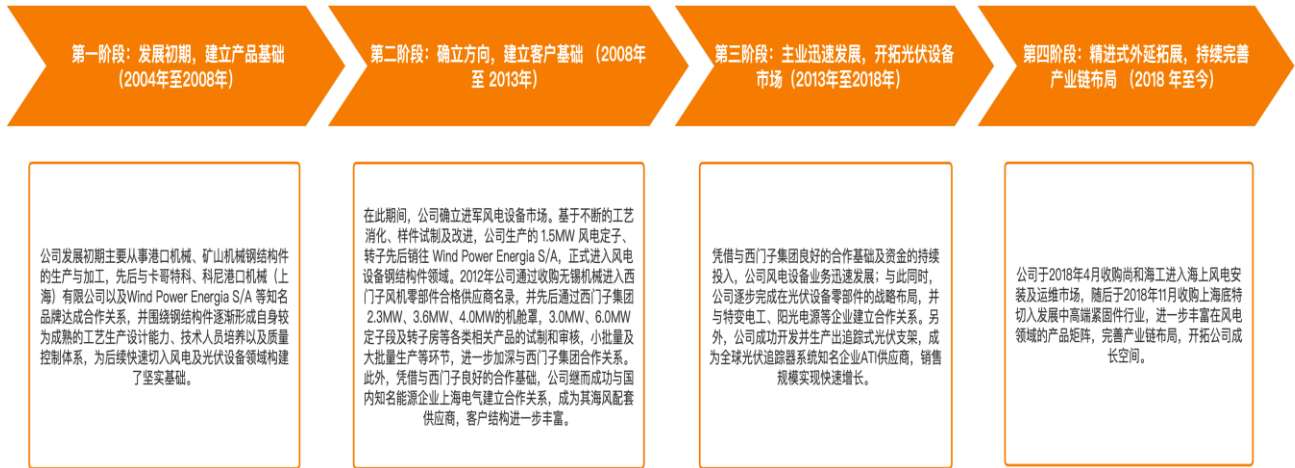 第一阶段：发展初期，建立产品基础
（2004年至2008年）
第二阶段：确立方向，建立客户基础 （2008年
至 2013年）
第三阶段：主业迅速发展，开拓光伏设备
市场（2013年至2018年）
第四阶段：精进式外延拓展，持续完善
产业链布局 （2018 年至今）
公司发展初期主要从事港口机械、矿山机械钢结构件
的生产与加工，先后与卡哥特科、科尼港口机械（上
海）有限公司以及Wind Power Energia S/A 等知名
品牌达成合作关系，并围绕钢结构件逐渐形成自身较
为成熟的工艺生产设计能力、技术人员培养以及质量
控制体系，为后续快速切入风电及光伏设备领域构建
了坚实基础。
在此期间，公司确立进军风电设备市场。基于不断的工艺
消化、样件试制及改进，公司生产的 1.5MW 风电定子、
转子先后销往 Wind Power Energia S/A，正式进入风电
设备钢结构件领域。2012年公司通过收购无锡机械进入西
门子风机零部件合格供应商名录，并先后通过西门子集团
2.3MW、3.6MW、4.0MW的机舱罩，3.0MW、6.0MW
定子段及转子房等各类相关产品的试制和审核，小批量及
大批量生产等环节，进一步加深与西门子集团合作关系。
此外，凭借与西门子良好的合作基础，公司继而成功与国
内知名能源企业上海电气建立合作关系，成为其海风配套
供应商，客户结构进一步丰富。
凭借与西门子集团良好的合作基础及资金的持续
投入，公司风电设备业务迅速发展；与此同时，
公司逐步完成在光伏设备零部件的战略布局，并
与特变电工、阳光电源等企业建立合作关系。另
外，公司成功开发并生产出追踪式光伏支架，成
为全球光伏追踪器系统知名企业ATI供应商，销售
规模实现快速增长。
公司于2018年4月收购尚和海工进入海上风电安
装及运维市场，随后于2018年11月收购上海底特
切入发展中高端紧固件行业，进一步丰富在风电
领域的产品矩阵，完善产业链布局，开拓公司成
长空间。